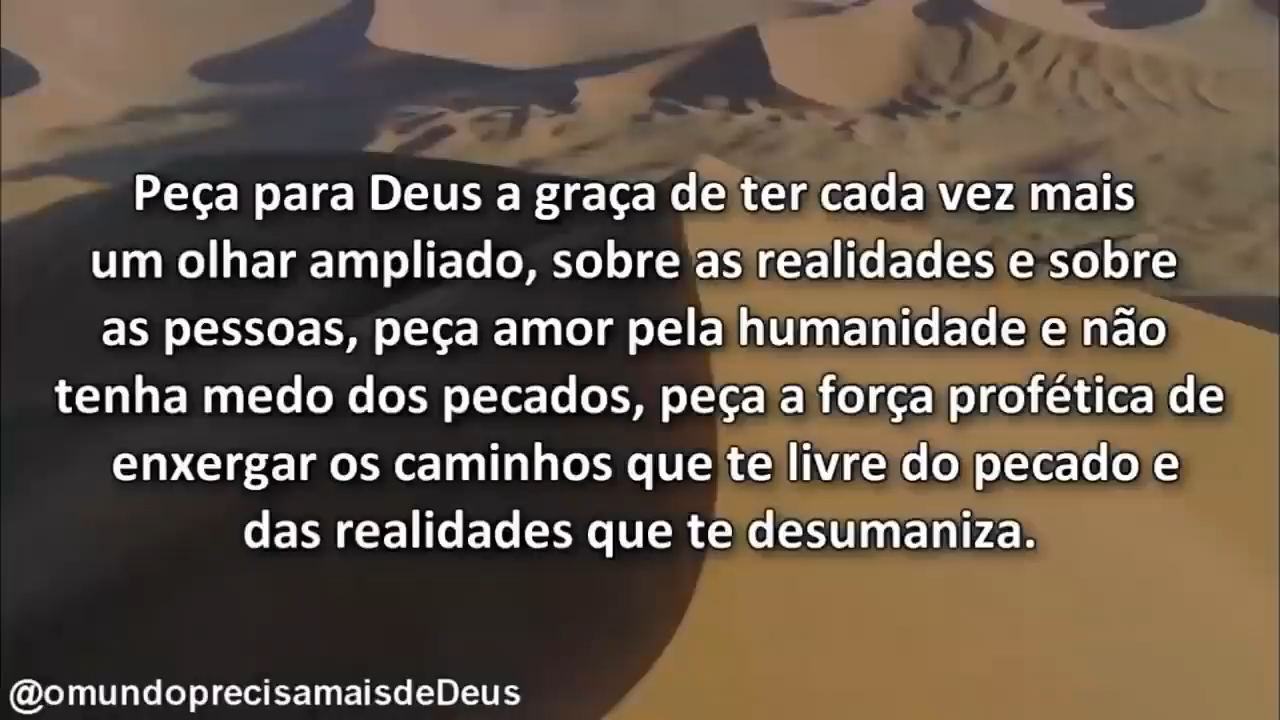 Peça para Deus a graça de ter cada vez mais
um olhar ampliado, sobre as realidades e sobre
as pessoas, peça amor pela humanidade e não
tenha medo dos pecados, peça a força profética de
enxergar os caminhos que te livre do pecado e
das realidades que te desumaniza.
@omundoprecisamaisdeDeus